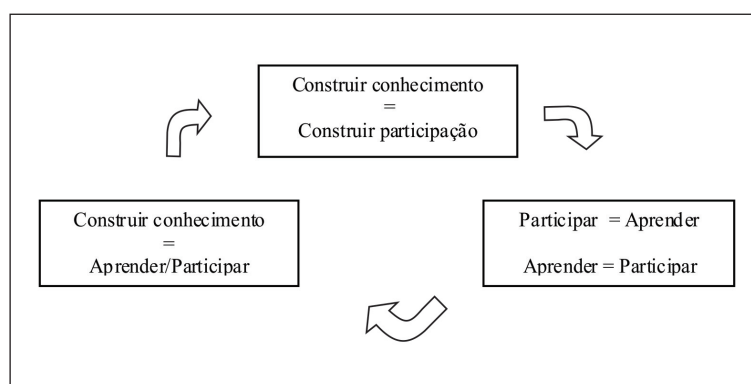 Construir conhecimento
=
Construir participação
Construir conhecimento
=
Aprender/Participar
Participar = Aprender
Aprender = Participar